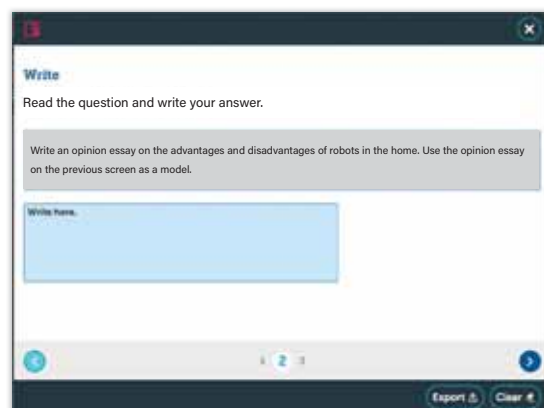 Write
Read the question and write your answer.
Write an opinion essay on the advantages and disadvantages of robots in the home. Use the opinion essay
on the previous screen as a model.
Write here.
1 2 3
Export
Clear